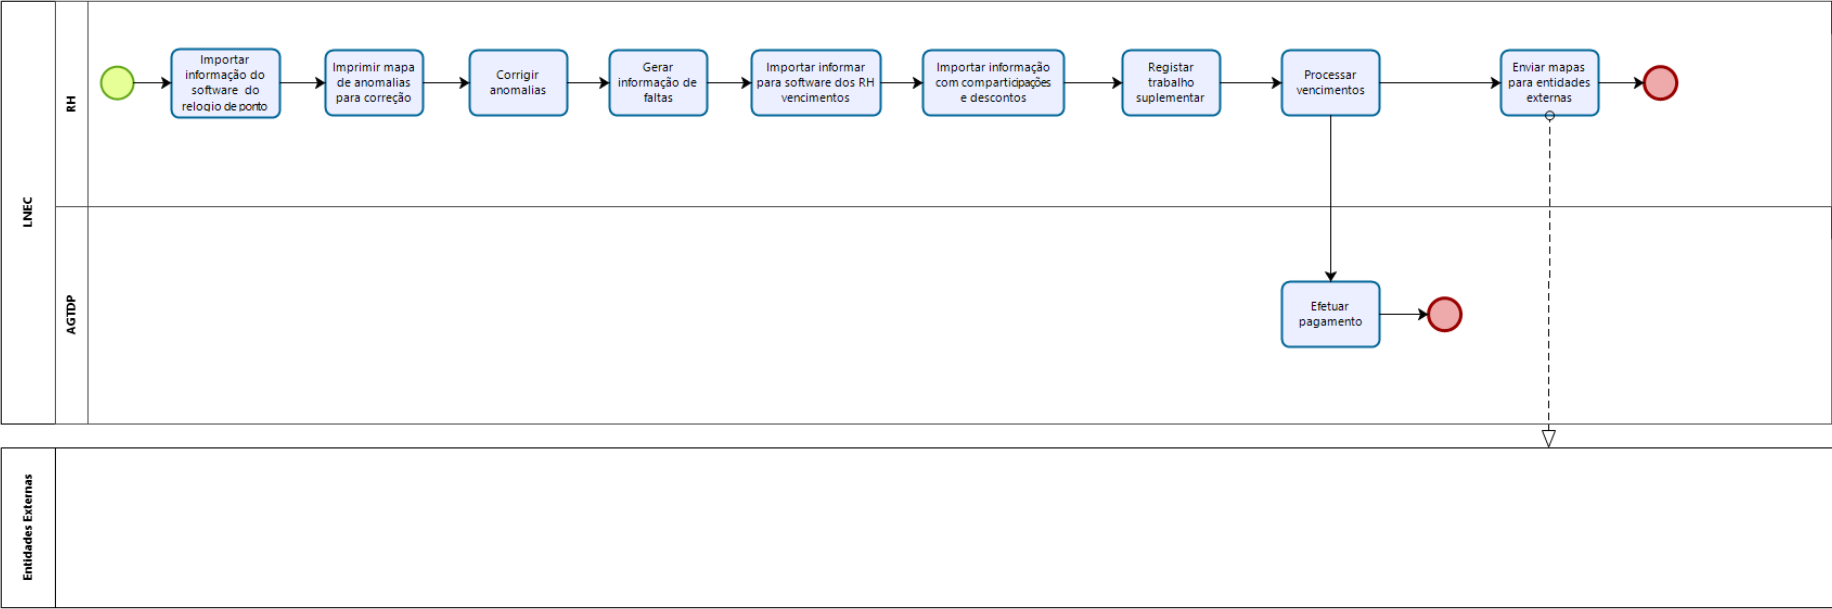 LNEC
RH
Importar
informação do
software do
relogio de ponto
Imprimir mapa
de anomalias
para correção
Corrigir
anomalias
Gerar
informação de
faltas
Importar informar
para software dos RH
vencimentos
Importar informação
com comparticipações
e descontos
Registar
trabalho
suplementar
Processar
vencimentos
Enviar mapas
para entidades
externas
AGTDP
Efetuar
pagamento
Entidades Externas